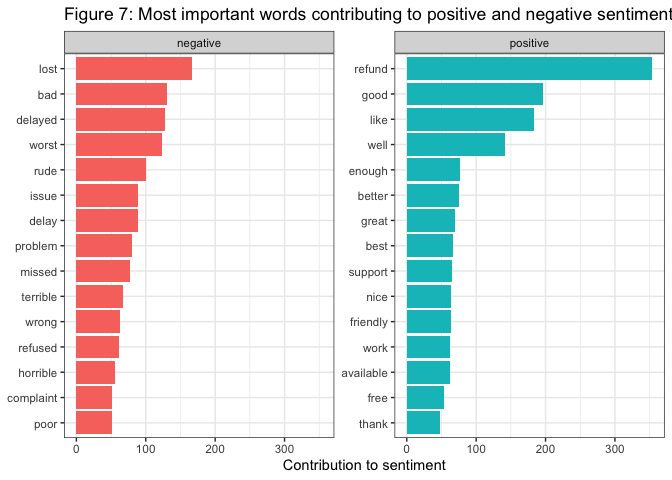 Figure 7: Most important words contributing to positive and negative sentiment
negative
positive
lost
bad
delayed
worst
rude
issue
delay
problem
missed
terrible
wrong
refused
horrible
complaint
poor
refund
good
like
well
enough
better
great
best
support
nice
friendly
work
available
free
thank
0 100 200 300
0 100 200 300
Contribution to sentiment